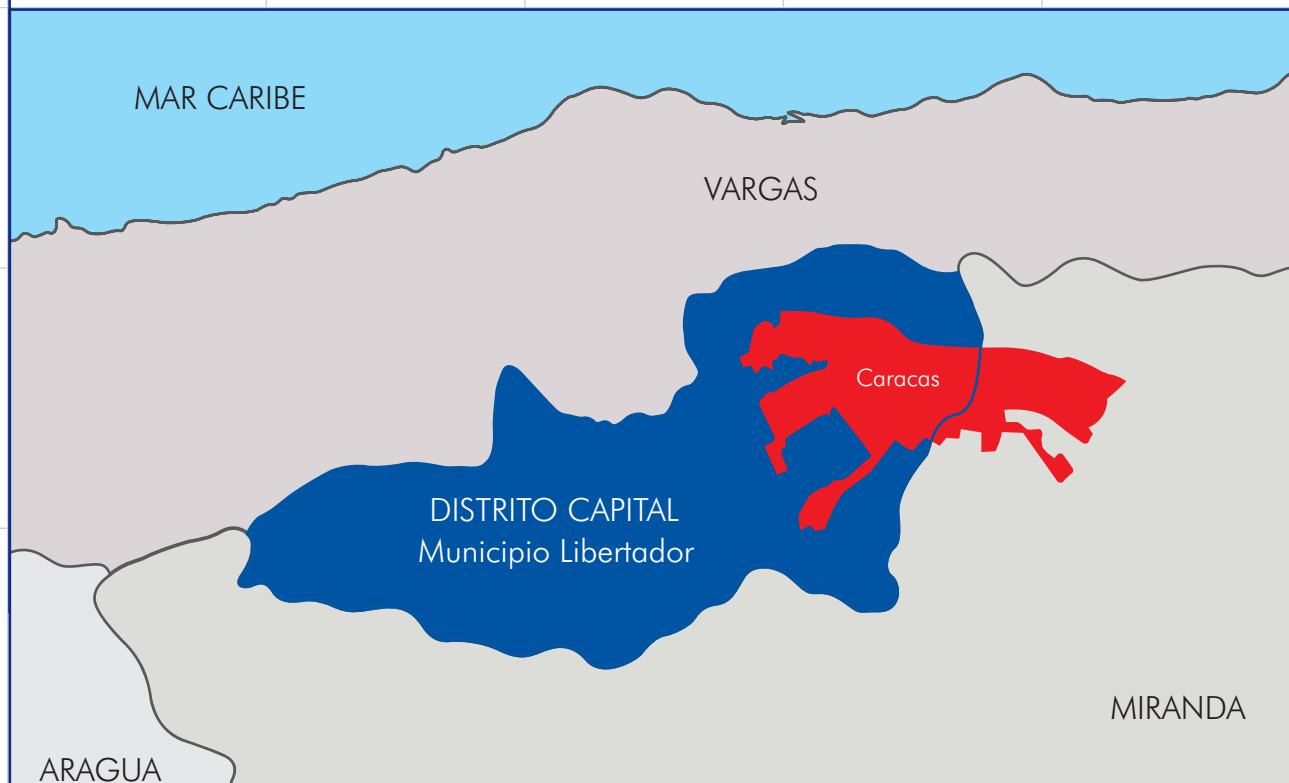 MAR CARIBE
VARGAS
Caracas
DISTRITO CAPITAL
Municipio Libertador
MIRANDA
ARAGUA